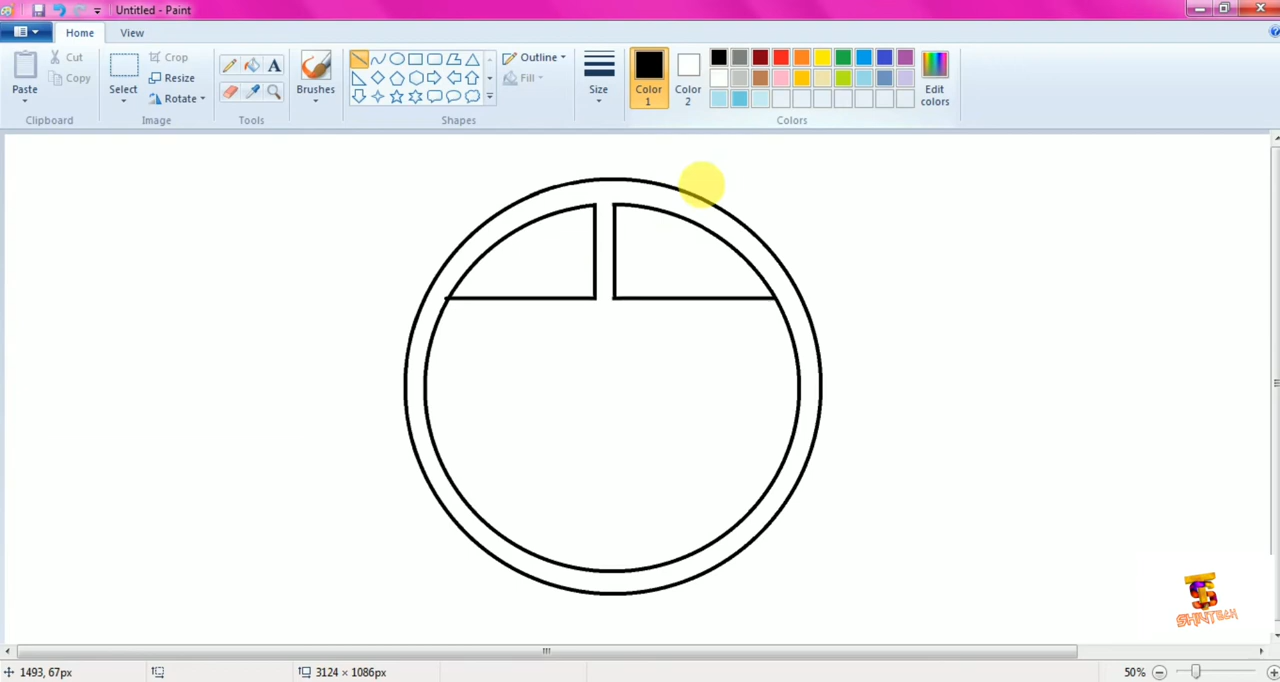 Untitled - Paint
Home
View
Paste
Cut
Copy
Clipboard
Select
Crop
Resize
Rotate
Image
A
Tools
Brushes
Outline
Fill
Shapes
Size
Color 1
Color 2
Edit colors
Colors
TS
SHINTECH
1493, 67px
3124 × 1086px
50%